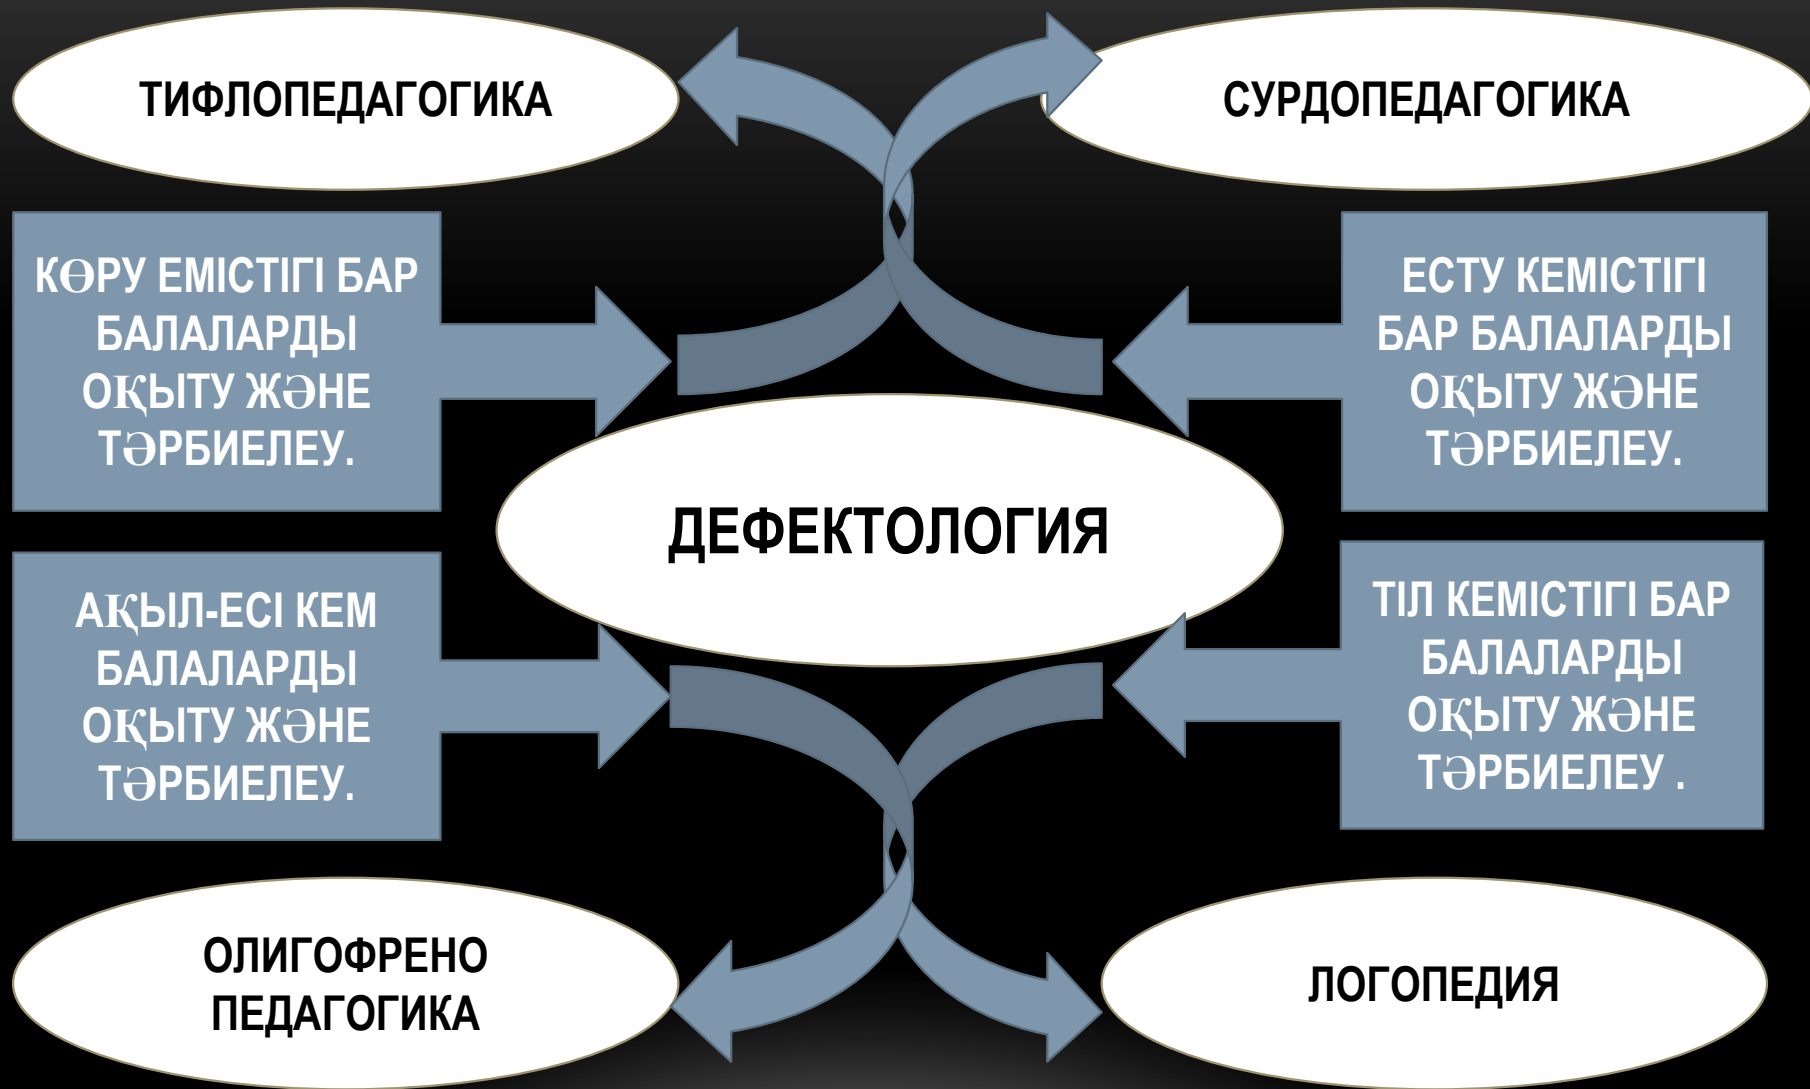 ТИФЛОПЕДАГОГИКА
СУРДОПЕДАГОГИКА
КӨРУ ЕМІСТІГІ БАР
БАЛАЛАРДЫ
ОҚЫТУ ЖӘНЕ
ТӘРБИЕЛЕУ.
ЕСТУ КЕМІСТІГІ
БАР БАЛАЛАРДЫ
ОҚЫТУ ЖӘНЕ
ТӘРБИЕЛЕУ.
ДЕФЕКТОЛОГИЯ
АҚЫЛ-ЕСІ КЕМ
БАЛАЛАРДЫ
ОҚЫТУ ЖӘНЕ
ТӘРБИЕЛЕУ.
ТІЛ КЕМІСТІГІ БАР
БАЛАЛАРДЫ
ОҚЫТУ ЖӘНЕ
ТӘРБИЕЛЕУ .
ОЛИГОФРЕНО
ПЕДАГОГИКА
ЛОГОПЕДИЯ